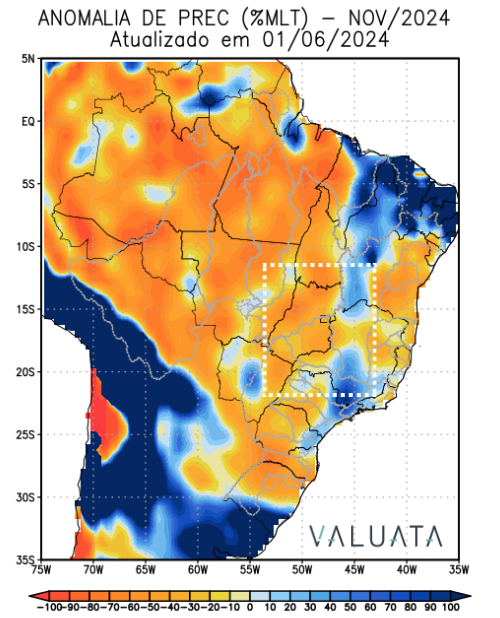 ANOMALIA DE PREC (%MLT) – NOV/2024
Atualizado em 01/06/2024
5N
EQ
5S
10S
15S
20S
25S
30S
35S
75W 70W 65W 60W 55W 50W 45W 40W 35W
VALUATA
-100 -90 -80 -70 -60 -50 -40 -30 -20 -10 0 10 20 30 40 50 60 70 80 90 100